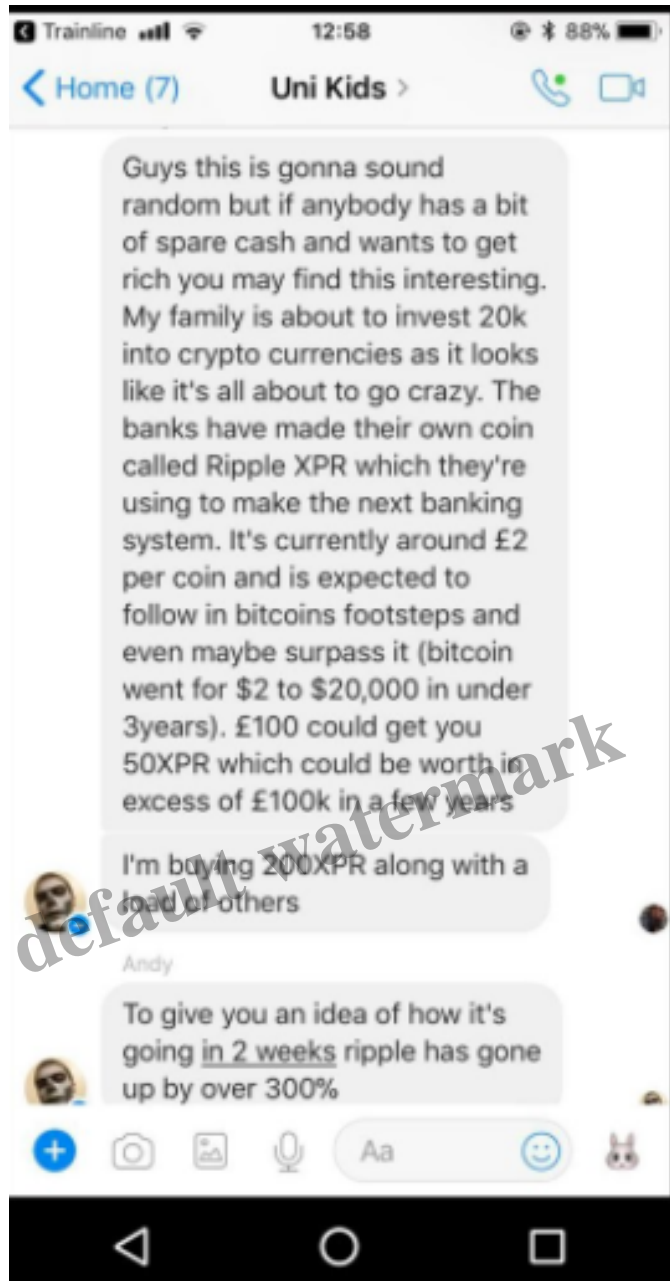 Trainline 12:58 88%
Home (7) Uni Kids >
Guys this is gonna sound
random but if anybody has a bit
of spare cash and wants to get
rich you may find this interesting.
My family is about to invest 20k
into crypto currencies as it looks
like it's all about to go crazy. The
banks have made their own coin
called Ripple XPR which they're
using to make the next banking
system. It's currently around £2
per coin and is expected to
follow in bitcoins footsteps and
even maybe surpass it (bitcoin
went for $2 to $20,000 in under
3years). £100 could get you
50XPR which could be worth in
excess of £100k in a few years
I'm buying 200XPR along with a
load of others
default watermark
Andy
To give you an idea of how it's
going in 2 weeks ripple has gone
up by over 300%
Aa